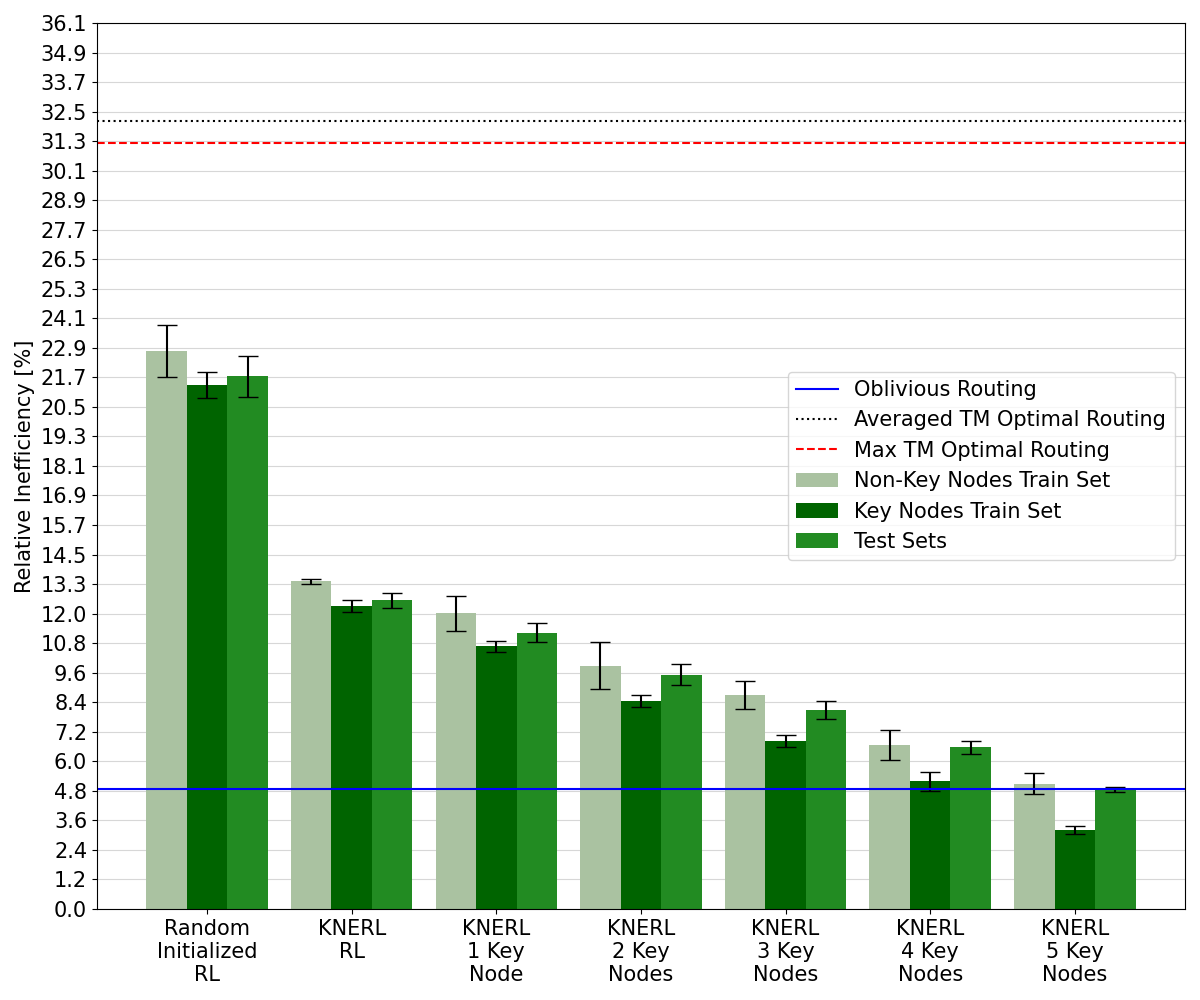 36.1
34.9
33.7
32.5
31.3
30.1
28.9
27.7
26.5
25.3
24.1
22.9
21.7
20.5
19.3
18.1
16.9
15.7
14.5
13.3
12.0
10.8
9.6
8.4
7.2
6.0
4.8
3.6
2.4
1.2
0.0
Relative Inefficiency [%]
Oblivious Routing
Averaged TM Optimal Routing
Max TM Optimal Routing
Non-Key Nodes Train Set
Key Nodes Train Set
Test Sets
Random
Initialized
RL
KNERL
RL
KNERL
1 Key
Node
KNERL
2 Key
Nodes
KNERL
3 Key
Nodes
KNERL
4 Key
Nodes
KNERL
5 Key
Nodes